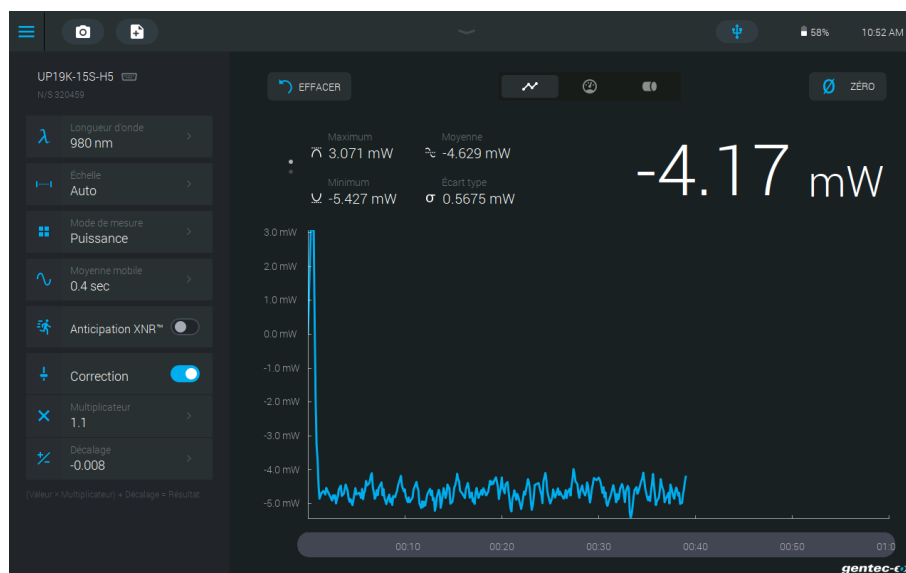 58%
10:52 AM
UP19K-15S-H5
N/S 320459
EFFACER
ZÉRO
Longueur d'onde
980 nm
Échelle
Auto
Mode de mesure
Puissance
Moyenne mobile
0.4 sec
Anticipation XNR™
Correction
Multiplicateur
1.1
Décalage
-0.008
(Valeur × Multiplicateur) + Décalage = Résultat
Maximum
3.071 mW
Moyenne
-4.629 mW
Minimum
-5.427 mW
Écart type
σ 0.5675 mW
-4.17 mW
3.0 mW
2.0 mW
1.0 mW
0.0 mW
-1.0 mW
-2.0 mW
-3.0 mW
-4.0 mW
-5.0 mW
00:10 00:20 00:30 00:40 00:50 01:0
gentec-e